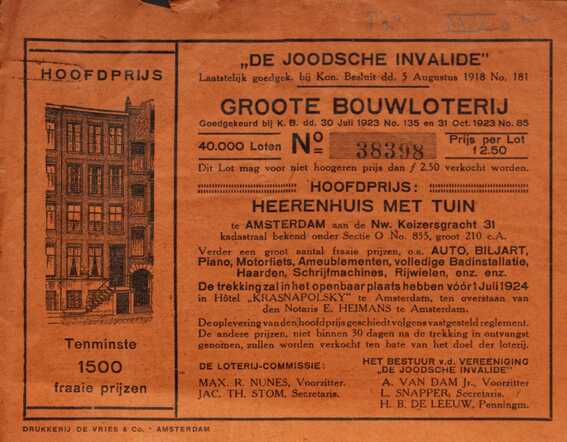 HOOFDPRIJS
Tenminste
1500
fraaie prijzen
„DE JOODSCHE INVALIDE"
Laatstelijk goedgek. bij Kon. Besluit dd. 5 Augustus 1918 No. 181
GROOTE BOUWLOTERIJ
Goedgekeurd bij K. B. dd. 30 Juli 1923 No. 135 en 31 Oct. 1923 No. 85
40.000 Loten No 38398 Prijs per Lot f 2.50
Dit Lot mag voor niet hoogeren prijs dan f 2.50 verkocht worden.
HOOFDPRIJS:
HEERENHUIS MET TUIN
te AMSTERDAM aan de Nw. Keizersgracht 31
kadastraal bekend onder Sectie O No. 855, groot 210 c.A.
Verder een groot aantal fraaie prijzen, o.a. AUTO, BILJART,
Piano, Motorfiets, Ameublementen, volledige Badinstallatie,
Haarden, Schrijfmachines, Rijwielen, enz. enz.
De trekking zal in het openbaar plaats hebben vóór 1 Juli 1924
in Hôtel „KRASNAPOLSKY" te Amsterdam, ten overstaan van
den Notaris E. HEIMANS te Amsterdam.
De oplevering van den hoofdprijs geschiedt volgens vastgesteld reglement.
De andere prijzen, niet binnen 30 dagen na de trekking in ontvangst
genomen, zullen worden verkocht ten bate van het doel der loterij.
DE LOTERIJ-COMMISSIE:
MAX. R. NUNES, Voorzitter.
JAC. TH. STOM, Secretaris.
HET BESTUUR v.d. VEREENIGING
„DE JOODSCHE INVALIDE"
A. VAN DAM Jr., Voorzitter
L. SNAPPER, Secretaris.
H. B. DE LEEUW, Penningm.
DRUKKERIJ DE VRIES & Co. · AMSTERDAM